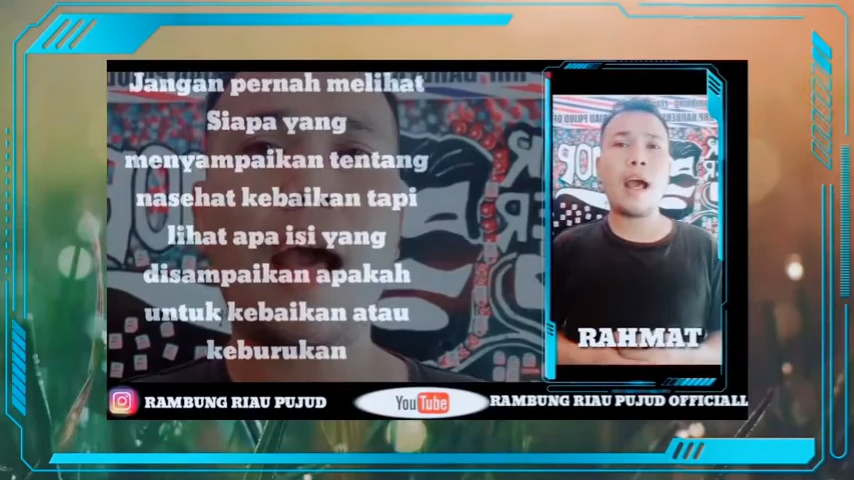 Jangan pernah melihat
Siapa yang
menyampaikan tentang
nasehat kebaikan tapi
lihat apa isi yang
disampaikan apakah
untuk kebaikan atau
keburukan
RAHMAT
RAMBUNG RIAU PUJUD
YouTube
RAMBUNG RIAU PUJUD OFFICIALL